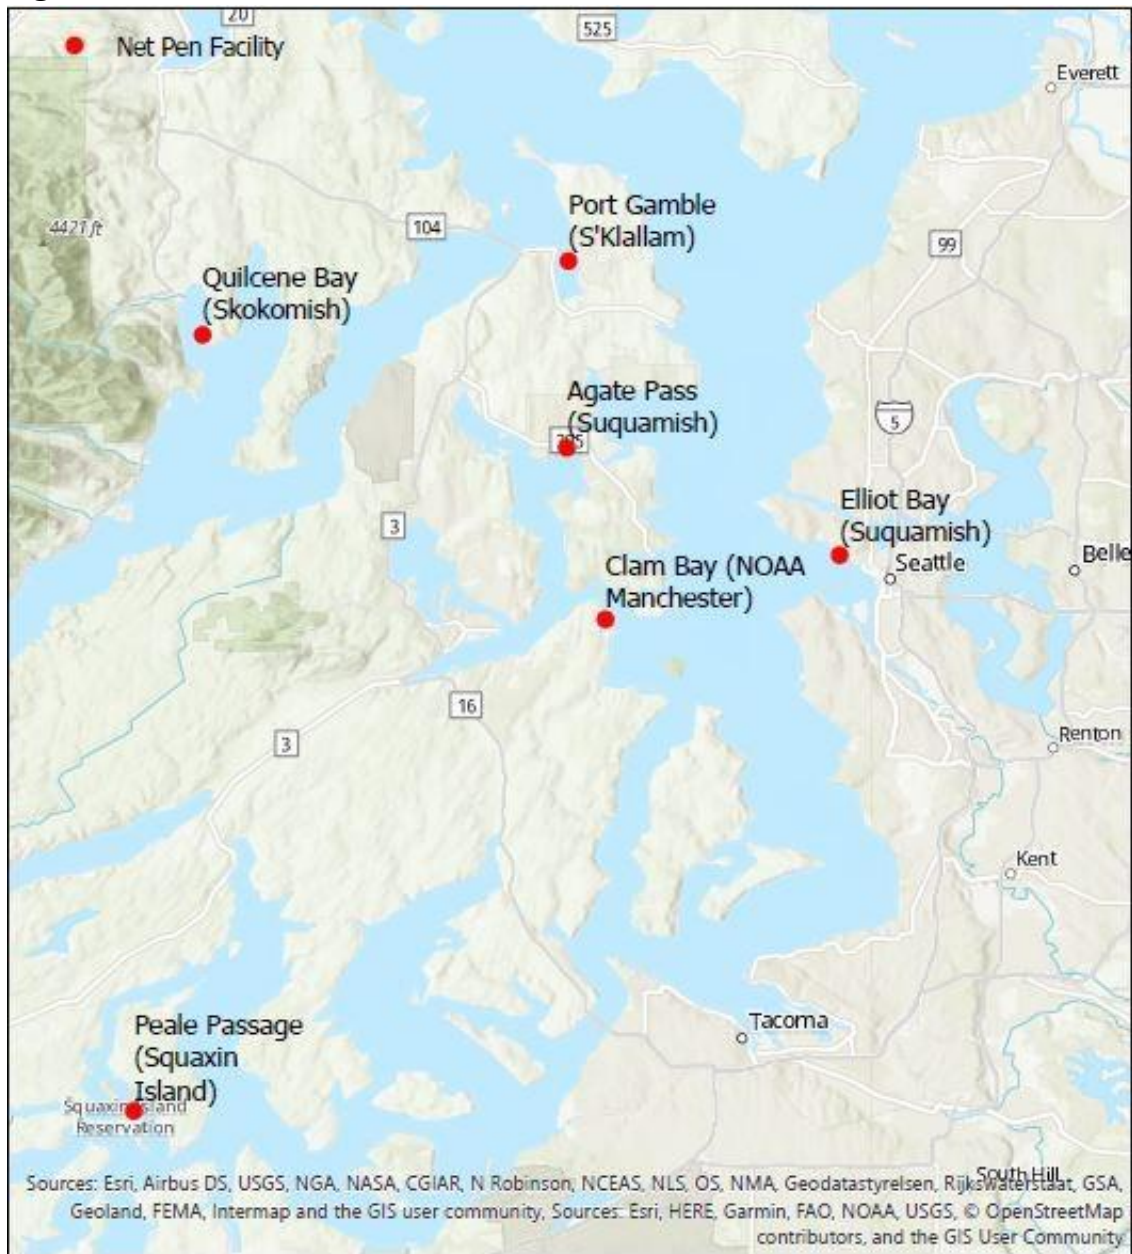 20
525
Net Pen Facility
Everett
Port Gamble
(S'Klallam)
4421 ft
104
99
Quilcene Bay
(Skokomish)
Agate Pass
(Suquamish)
5
Elliot Bay
(Suquamish)
3
Clam Bay (NOAA
Manchester)
Seattle
Belle
16
3
Renton
Kent
Peale Passage
(Squaxin
Island)
Tacoma
Squaxin Island
Reservation
South Hill
Sources: Esri, Airbus DS, USGS, NGA, NASA, CGIAR, N Robinson, NCEAS, NLS, OS, NMA, Geodatastyrelsen, Rijkswaterstaat, GSA,
Geoland, FEMA, Intermap and the GIS user community, Sources: Esri, HERE, Garmin, FAO, NOAA, USGS, © OpenStreetMap
contributors, and the GIS User Community